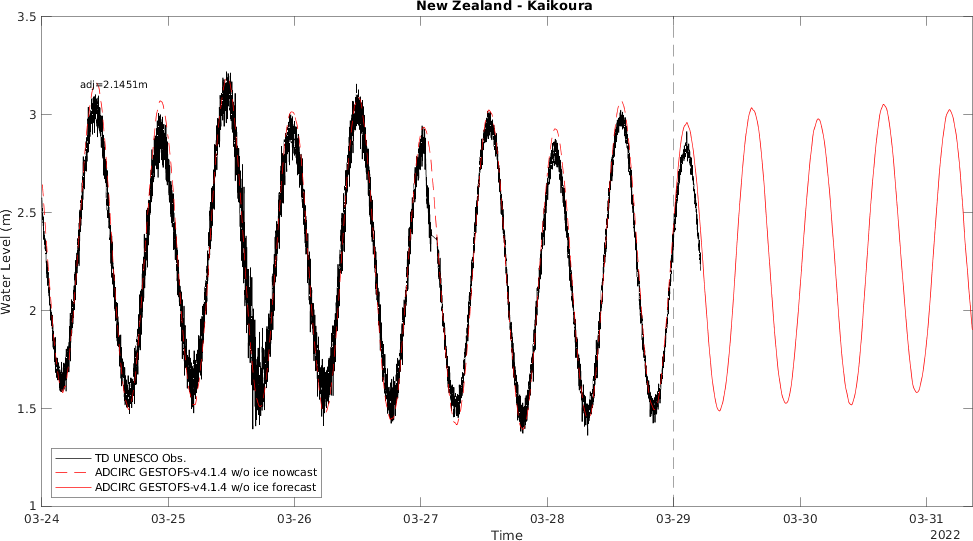 New Zealand - Kaikoura
3.5
adj=2.1451m
3
2.5
2
1.5
1
Water Level (m)
TD UNESCO Obs.
ADCIRC GESTOFS-v4.1.4 w/o ice nowcast
ADCIRC GESTOFS-v4.1.4 w/o ice forecast
03-24 03-25 03-26 03-27 03-28 03-29 03-30 03-31
Time
2022